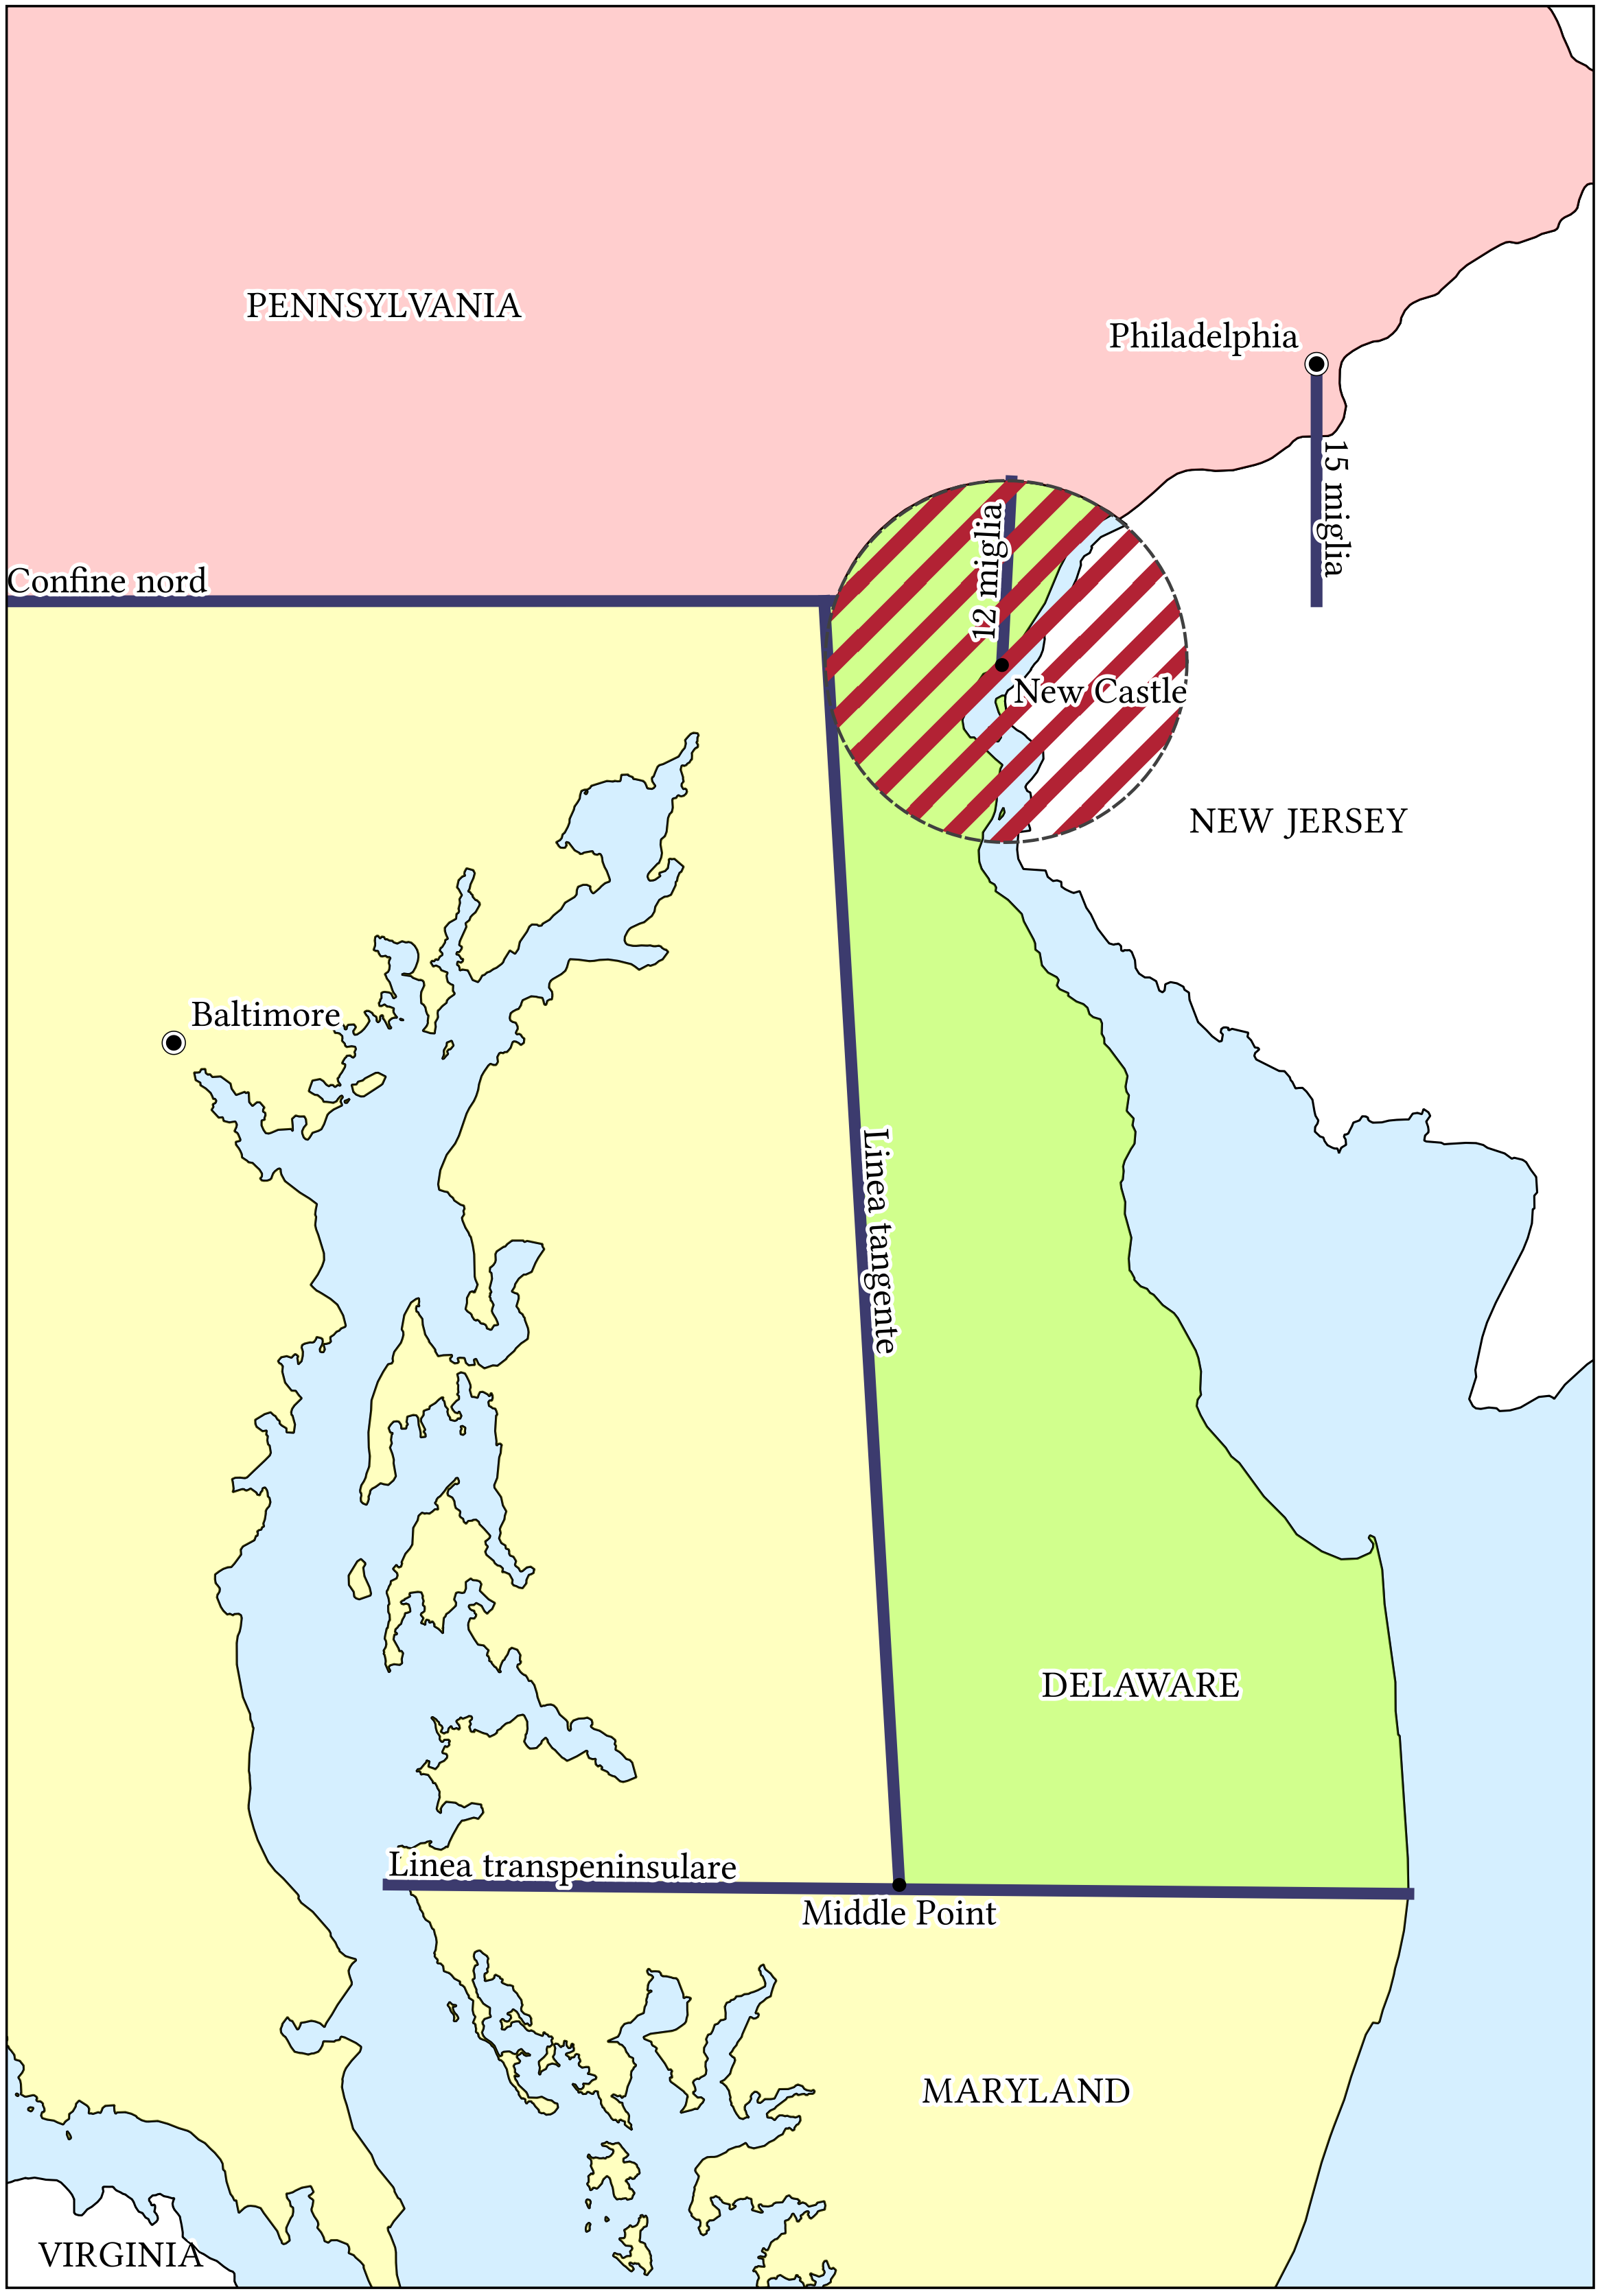 PENNSYLVANIA
Philadelphia
15 miglia
12 miglia
Confine nord
New Castle
NEW JERSEY
Baltimore
Linea tangente
DELAWARE
Linea transpeninsulare
Middle Point
MARYLAND
VIRGINIA